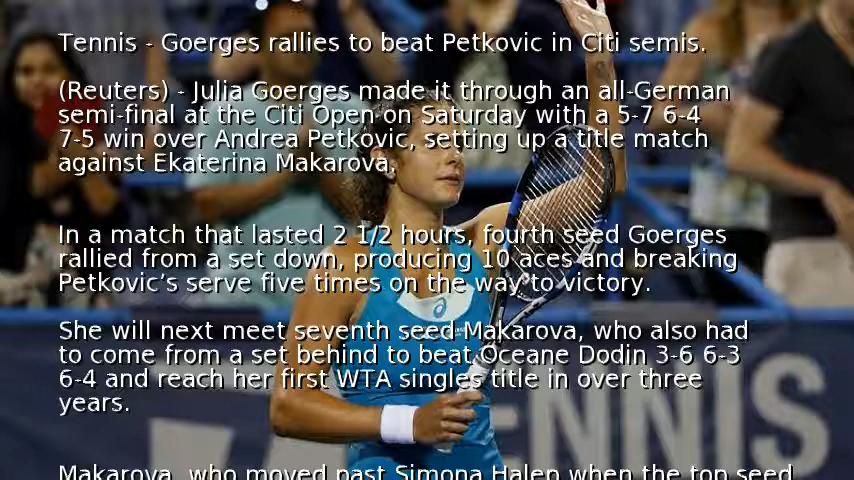 Tennis - Goerges rallies to beat Petkovic in Citi semis.
(Reuters) - Julia Goerges made it through an all-German
semi-final at the Citi Open on Saturday with a 5-7 6-4
7-5 win over Andrea Petkovic, setting up a title match
against Ekaterina Makarova.
In a match that lasted 2 1/2 hours, fourth seed Goerges
rallied from a set down, producing 10 aces and breaking
Petkovic’s serve five times on the way to victory.
She will next meet seventh seed Makarova, who also had
to come from a set behind to beat Oceane Dodin 3-6 6-3
6-4 and reach her first WTA singles title in over three
years.
TENNIS
Makarova, who moved past Simona Halep when the top seed